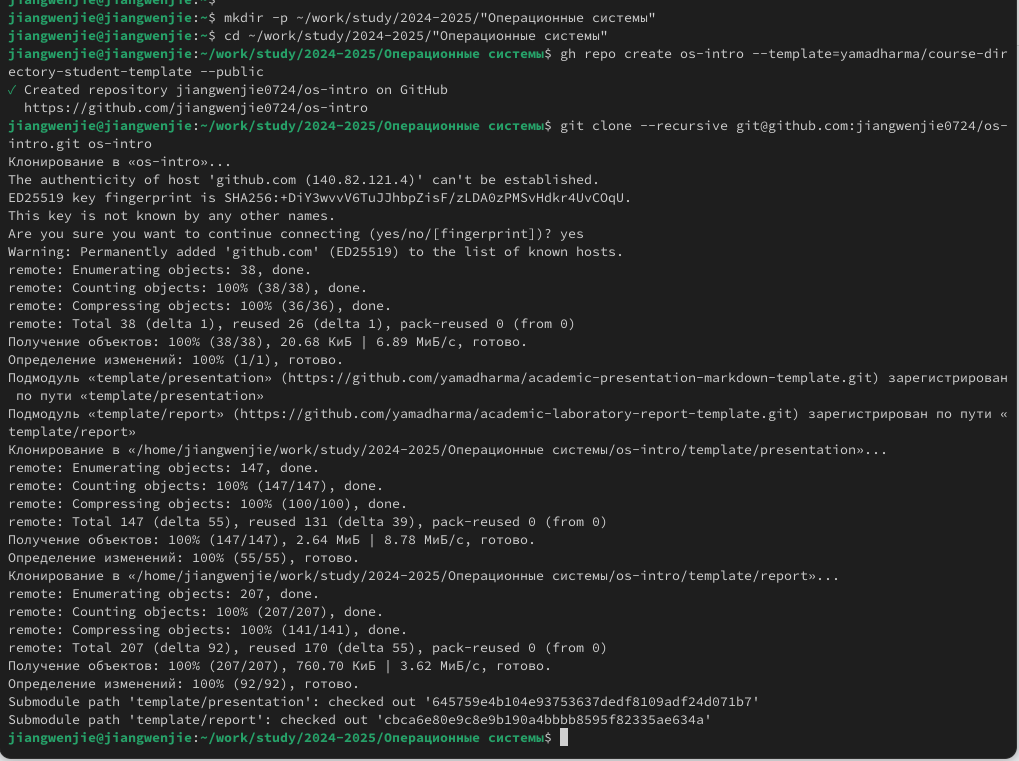 jiangwenjie@jiangwenjie:~$
jiangwenjie@jiangwenjie:~$ mkdir -p ~/work/study/2024-2025/"Операционные системы"
jiangwenjie@jiangwenjie:~$ cd ~/work/study/2024-2025/"Операционные системы"
jiangwenjie@jiangwenjie:~/work/study/2024-2025/Операционные системы$ gh repo create os-intro --template=yamadharma/course-dir
ectory-student-template --public
✓ Created repository jiangwenjie0724/os-intro on GitHub
  https://github.com/jiangwenjie0724/os-intro
jiangwenjie@jiangwenjie:~/work/study/2024-2025/Операционные системы$ git clone --recursive git@github.com:jiangwenjie0724/os-
intro.git os-intro
Клонирование в «os-intro»...
The authenticity of host 'github.com (140.82.121.4)' can't be established.
ED25519 key fingerprint is SHA256:+DiY3wvvV6TuJJhbpZisF/zLDA0zPMSvHdkr4UvCOqU.
This key is not known by any other names.
Are you sure you want to continue connecting (yes/no/[fingerprint])? yes
Warning: Permanently added 'github.com' (ED25519) to the list of known hosts.
remote: Enumerating objects: 38, done.
remote: Counting objects: 100% (38/38), done.
remote: Compressing objects: 100% (36/36), done.
remote: Total 38 (delta 1), reused 26 (delta 1), pack-reused 0 (from 0)
Получение объектов: 100% (38/38), 20.68 КиБ | 6.89 МиБ/с, готово.
Определение изменений: 100% (1/1), готово.
Подмодуль «template/presentation» (https://github.com/yamadharma/academic-presentation-markdown-template.git) зарегистрирован
 по пути «template/presentation»
Подмодуль «template/report» (https://github.com/yamadharma/academic-laboratory-report-template.git) зарегистрирован по пути «
template/report»
Клонирование в «/home/jiangwenjie/work/study/2024-2025/Операционные системы/os-intro/template/presentation»...
remote: Enumerating objects: 147, done.
remote: Counting objects: 100% (147/147), done.
remote: Compressing objects: 100% (100/100), done.
remote: Total 147 (delta 55), reused 131 (delta 39), pack-reused 0 (from 0)
Получение объектов: 100% (147/147), 2.64 МиБ | 8.78 МиБ/с, готово.
Определение изменений: 100% (55/55), готово.
Клонирование в «/home/jiangwenjie/work/study/2024-2025/Операционные системы/os-intro/template/report»...
remote: Enumerating objects: 207, done.
remote: Counting objects: 100% (207/207), done.
remote: Compressing objects: 100% (141/141), done.
remote: Total 207 (delta 92), reused 170 (delta 55), pack-reused 0 (from 0)
Получение объектов: 100% (207/207), 760.70 КиБ | 3.62 МиБ/с, готово.
Определение изменений: 100% (92/92), готово.
Submodule path 'template/presentation': checked out '645759e4b104e93753637dedf8109adf24d071b7'
Submodule path 'template/report': checked out 'cbca6e80e9c8e9b190a4bbbb8595f82335ae634a'
jiangwenjie@jiangwenjie:~/work/study/2024-2025/Операционные системы$